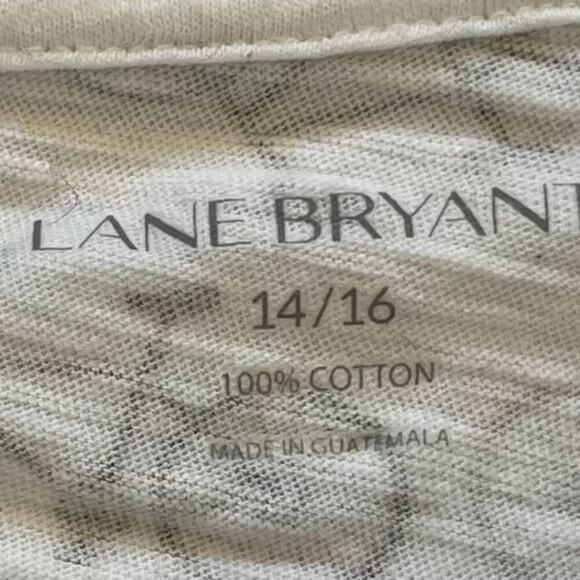 LANE BRYANT
14/16
100% COTTON
MADE IN GUATEMALA